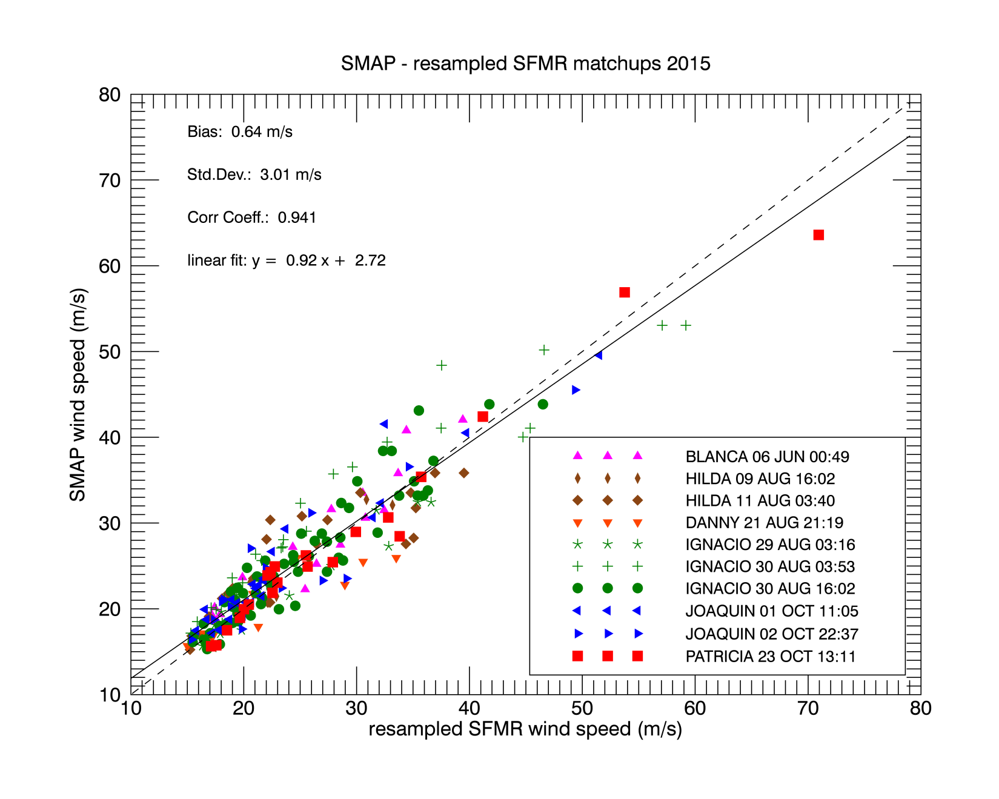 SMAP - resampled SFMR matchups 2015
80
70
60
50
40
30
20
10
SMAP wind speed (m/s)
Bias: 0.64 m/s
Std.Dev.: 3.01 m/s
Corr Coeff.: 0.941
linear fit: y = 0.92 x + 2.72
BLANCA 06 JUN 00:49
HILDA 09 AUG 16:02
HILDA 11 AUG 03:40
DANNY 21 AUG 21:19
IGNACIO 29 AUG 03:16
IGNACIO 30 AUG 03:53
IGNACIO 30 AUG 16:02
JOAQUIN 01 OCT 11:05
JOAQUIN 02 OCT 22:37
PATRICIA 23 OCT 13:11
10 20 30 40 50 60 70 80
resampled SFMR wind speed (m/s)